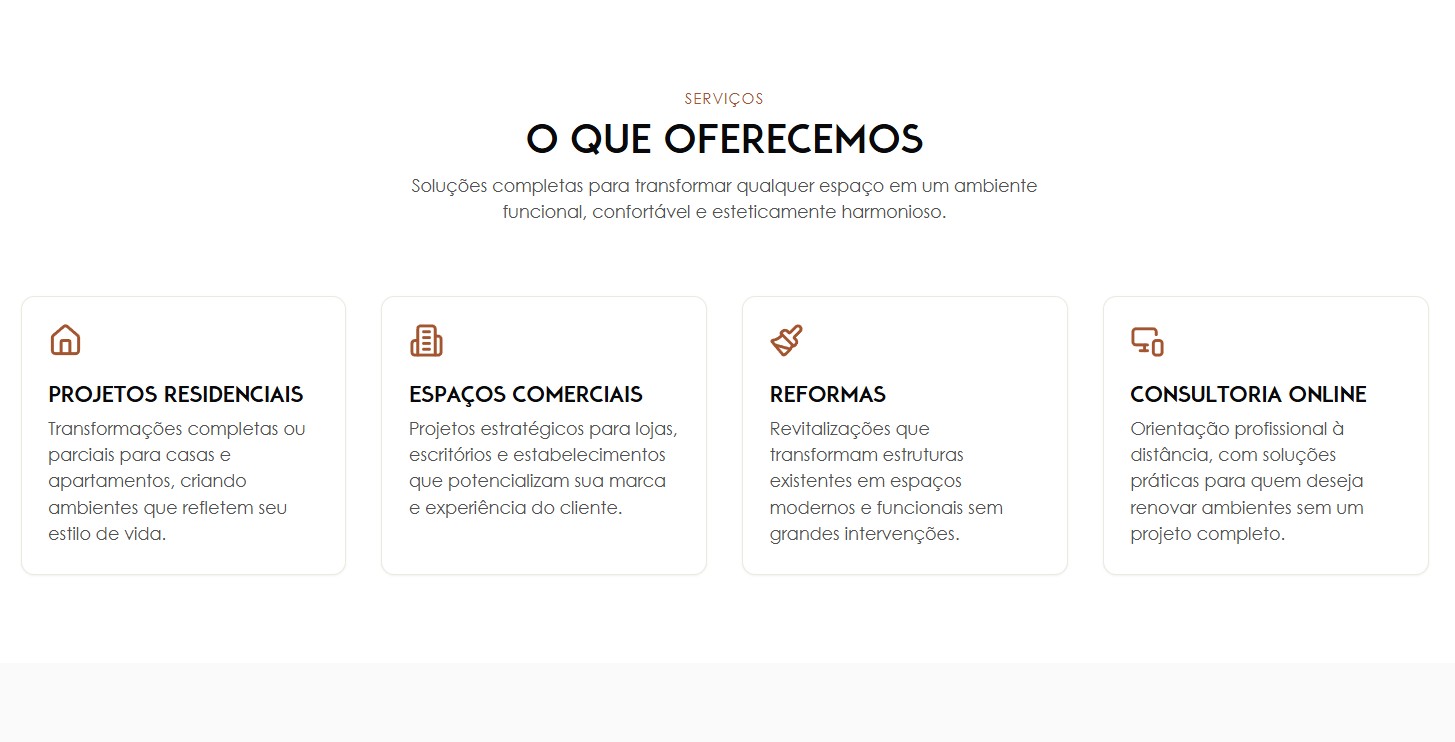 SERVIÇOS
O QUE OFERECEMOS
Soluções completas para transformar qualquer espaço em um ambiente
funcional, confortável e esteticamente harmonioso.
PROJETOS RESIDENCIAIS
Transformações completas ou
parciais para casas e
apartamentos, criando
ambientes que refletem seu
estilo de vida.
ESPAÇOS COMERCIAIS
Projetos estratégicos para lojas,
escritórios e estabelecimentos
que potencializam sua marca
e experiência do cliente.
REFORMAS
Revitalizações que
transformam estruturas
existentes em espaços
modernos e funcionais sem
grandes intervenções.
CONSULTORIA ONLINE
Orientação profissional à
distância, com soluções
práticas para quem deseja
renovar ambientes sem um
projeto completo.